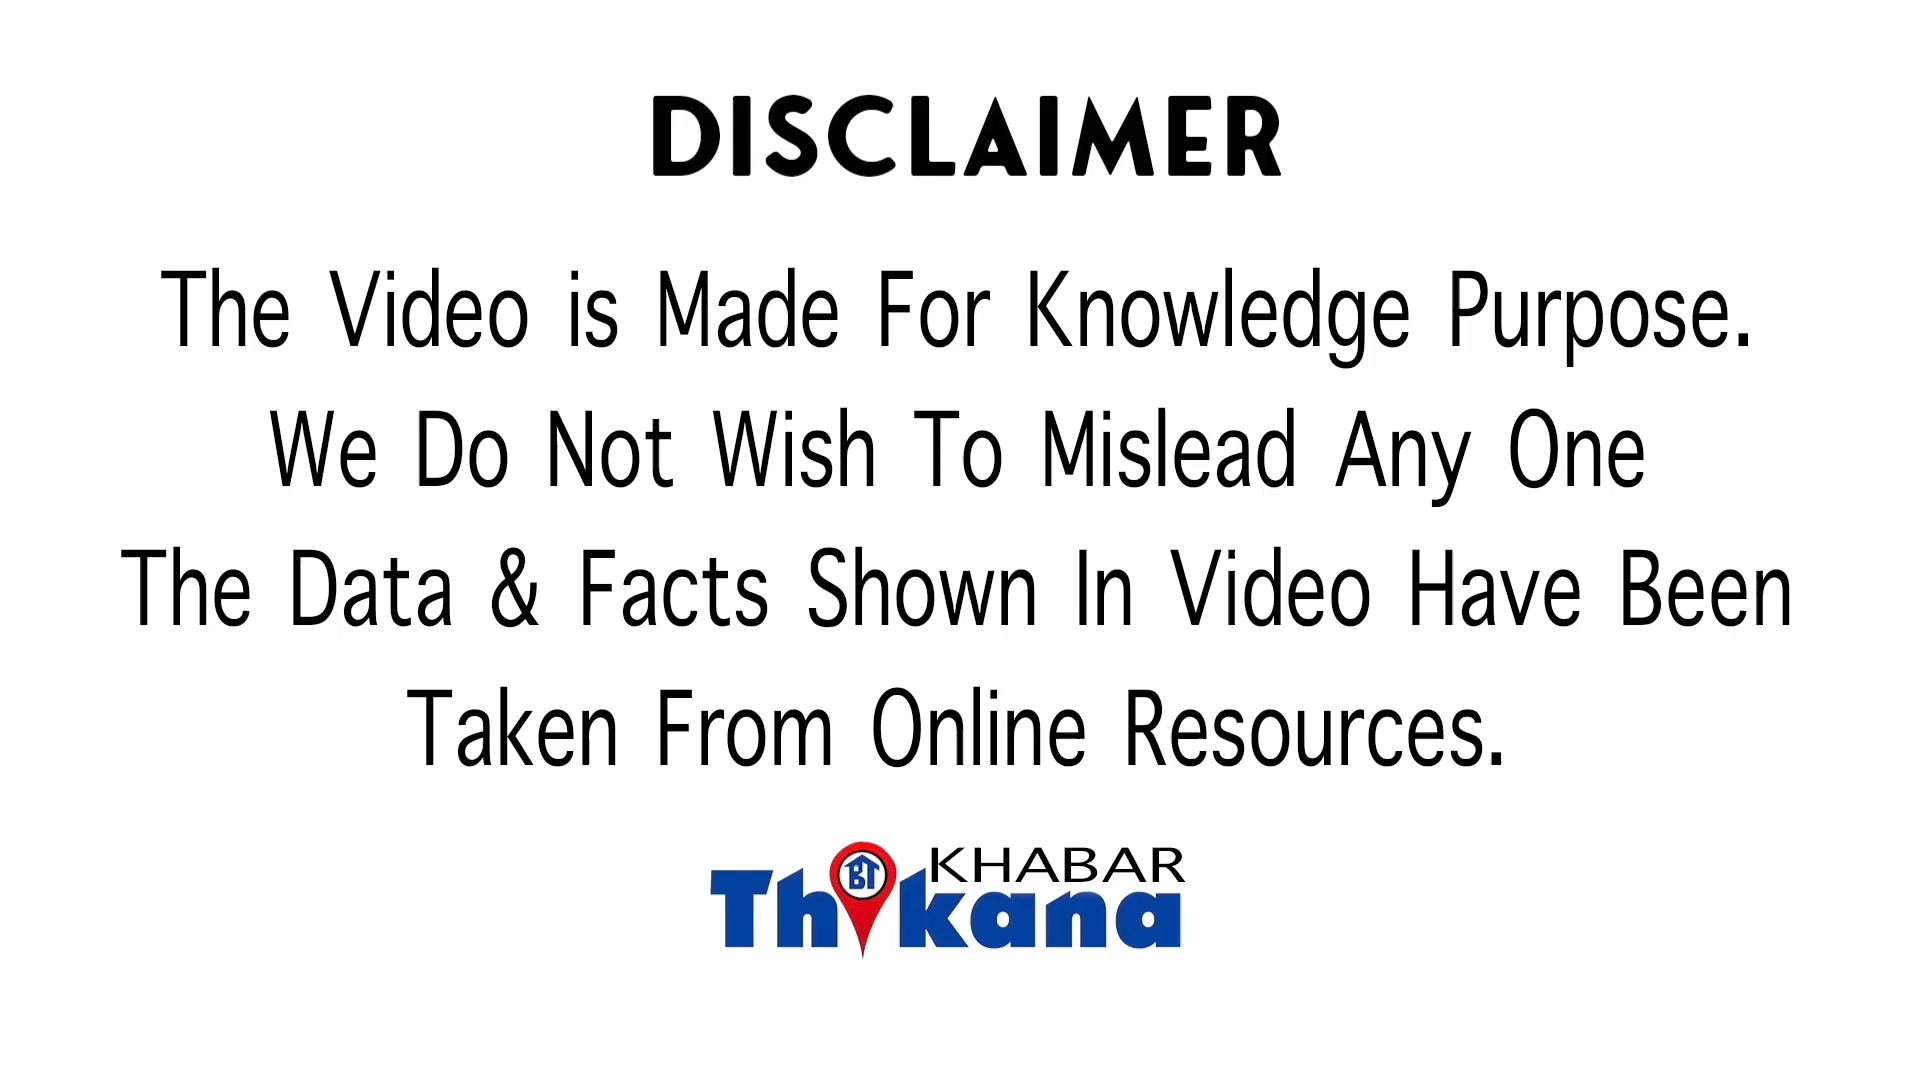 DISCLAIMER
The Video is Made For Knowledge Purpose.
We Do Not Wish To Mislead Any One
The Data & Facts Shown In Video Have Been
Taken From Online Resources.
KHABAR
BT
Thikana